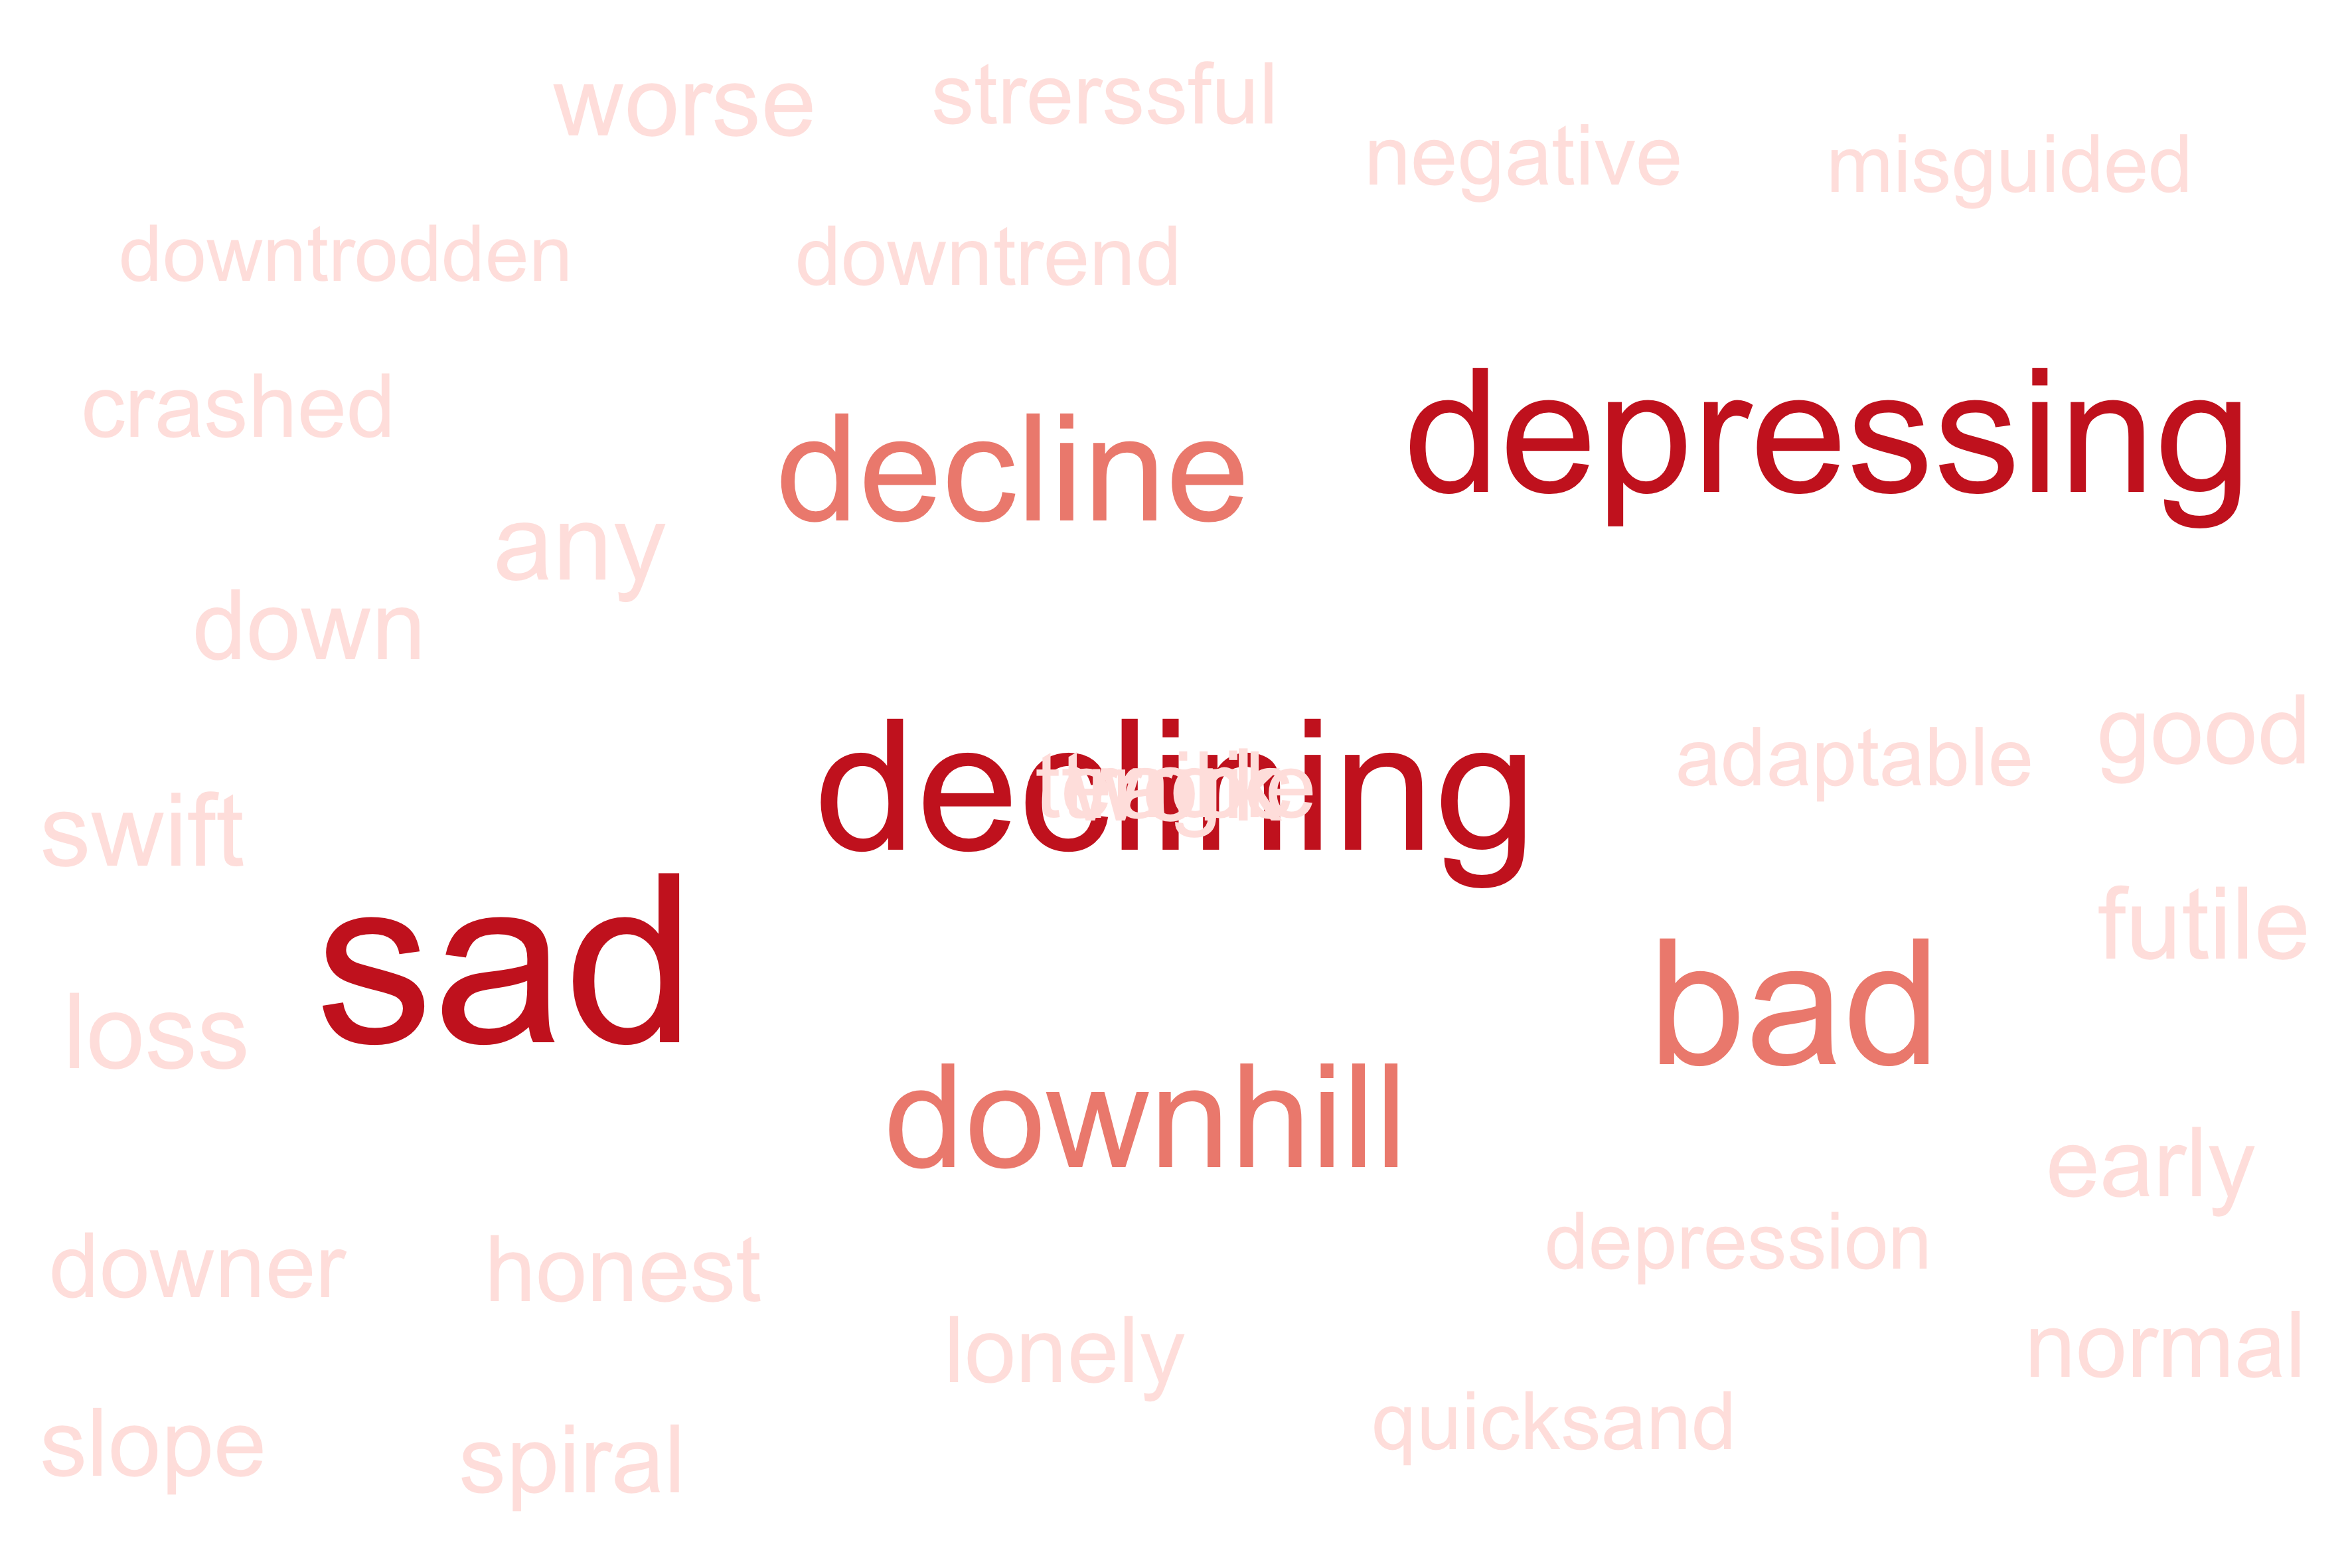 worse
strerssful
negative
misguided
downtrodden
downtrend
crashed
decline
depressing
any
down
declining
adaptable
good
swift
sad
bad
futile
loss
downhill
early
downer
honest
depression
lonely
normal
slope
spiral
quicksand